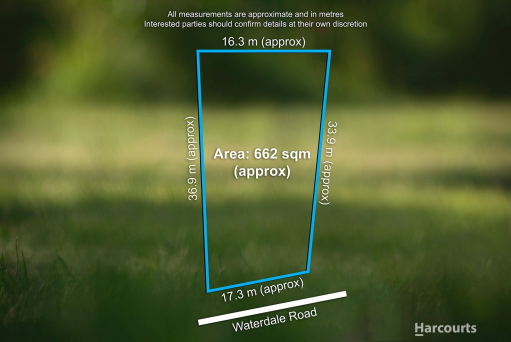 All measurements are approximate and in metres
Interested parties should confirm details at their own discretion
16.3 m (approx)
36.9 m (approx)
33.9 m (approx)
Area: 662 sqm
(approx)
17.3 m (approx)
Waterdale Road
Harcourts